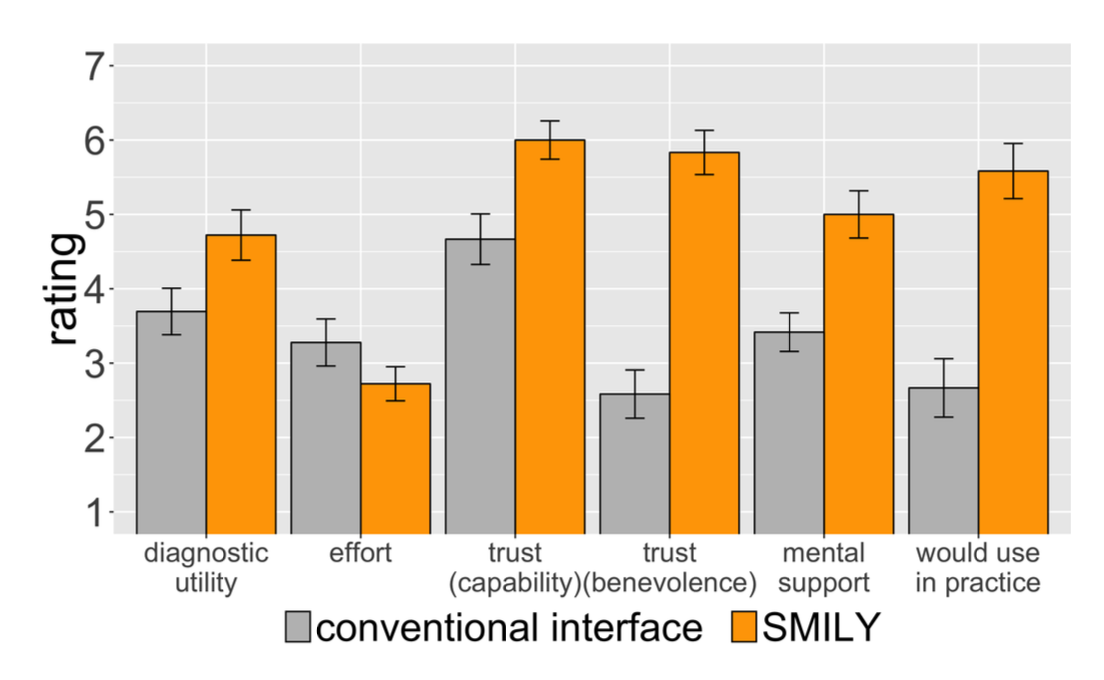 rating
7
6
5
4
3
2
1
diagnostic utility
effort
trust (capability)
trust (benevolence)
mental support
would use in practice
conventional interface
SMILY